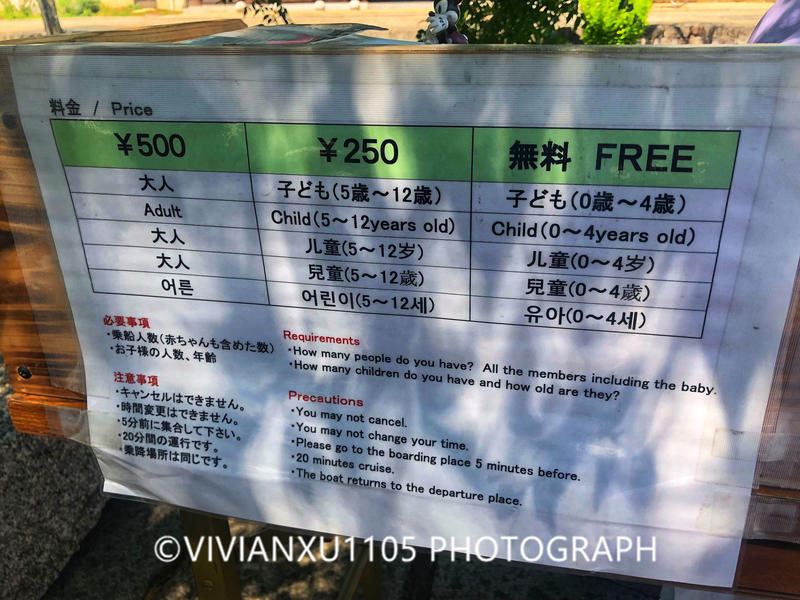 料金 / Price
¥500 ¥250 無料 FREE
大人 子ども(5歳～12歳) 子ども(0歳～4歳)
Adult Child(5～12years old) Child(0～4years old)
大人 儿童(5～12岁) 儿童(0～4岁)
大人 兒童(5～12歲) 兒童(0～4歲)
어른 어린이(5～12세) 유아(0～4세)
必要事項
・乗船人数(赤ちゃんも含めた数)
・お子様の人数、年齢
注意事項
・キャンセルはできません。
・時間変更はできません。
・5分前に集合して下さい。
・20分間の運行です。
・乗降場所は同じです。
Requirements
・How many people do you have? All the members including the baby.
・How many children do you have and how old are they?
Precautions
・You may not cancel.
・You may not change your time.
・Please go to the boarding place 5 minutes before.
・20 minutes cruise.
・The boat returns to the departure place.
©VIVIANXU1105 PHOTOGRAPH